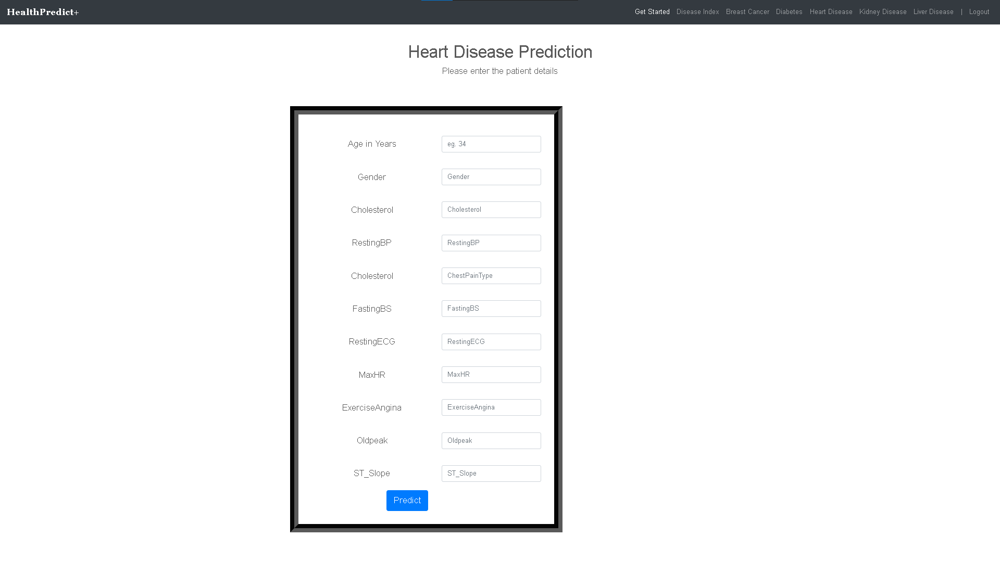 HealthPredict+
Get Started Disease Index Breast Cancer Diabetes Heart Disease Kidney Disease Liver Disease | Logout
Heart Disease Prediction
Please enter the patient details
Age in Years eg. 34
Gender Gender
Cholesterol Cholesterol
RestingBP RestingBP
Cholesterol ChestPainType
FastingBS FastingBS
RestingECG RestingECG
MaxHR MaxHR
ExerciseAngina ExerciseAngina
Oldpeak Oldpeak
ST_Slope ST_Slope
Predict